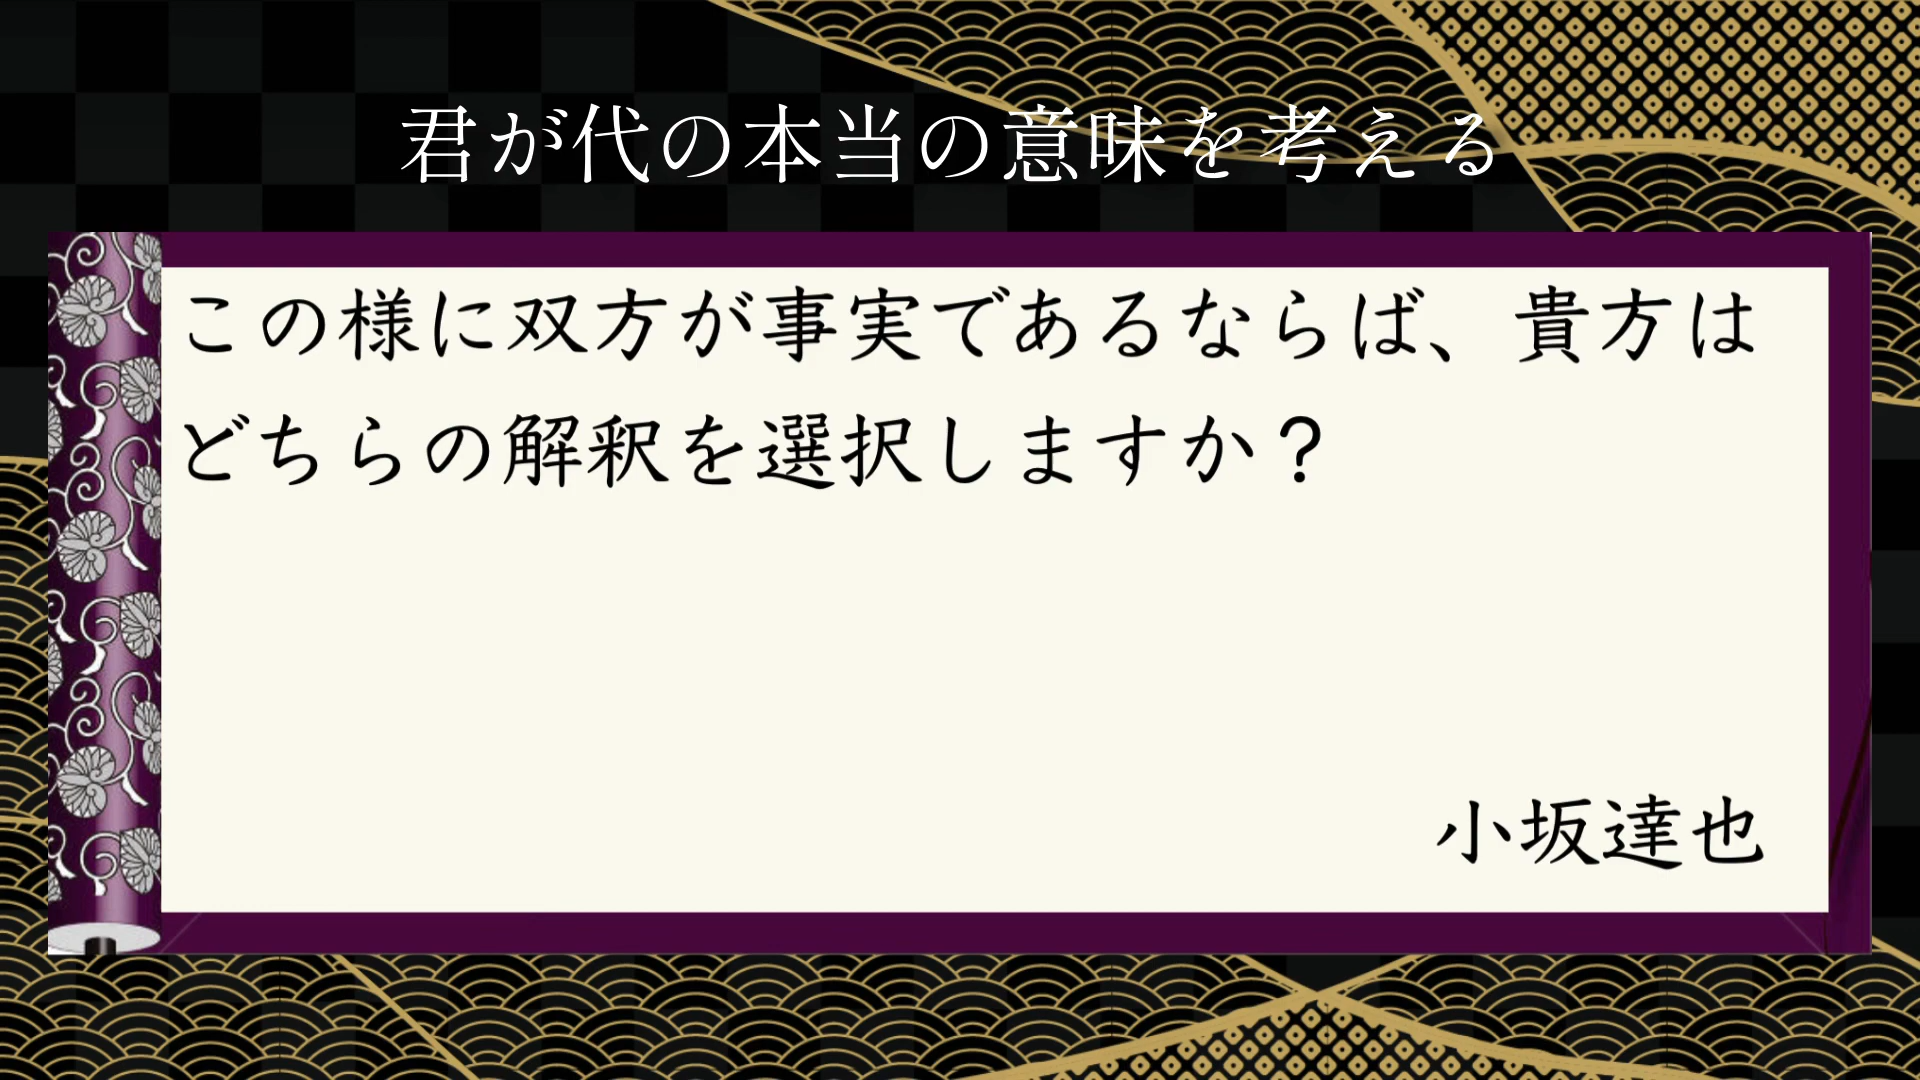 君が代の本当の意味を考える
この様に双方が事実であるならば、貴方は
どちらの解釈を選択しますか？
小坂達也